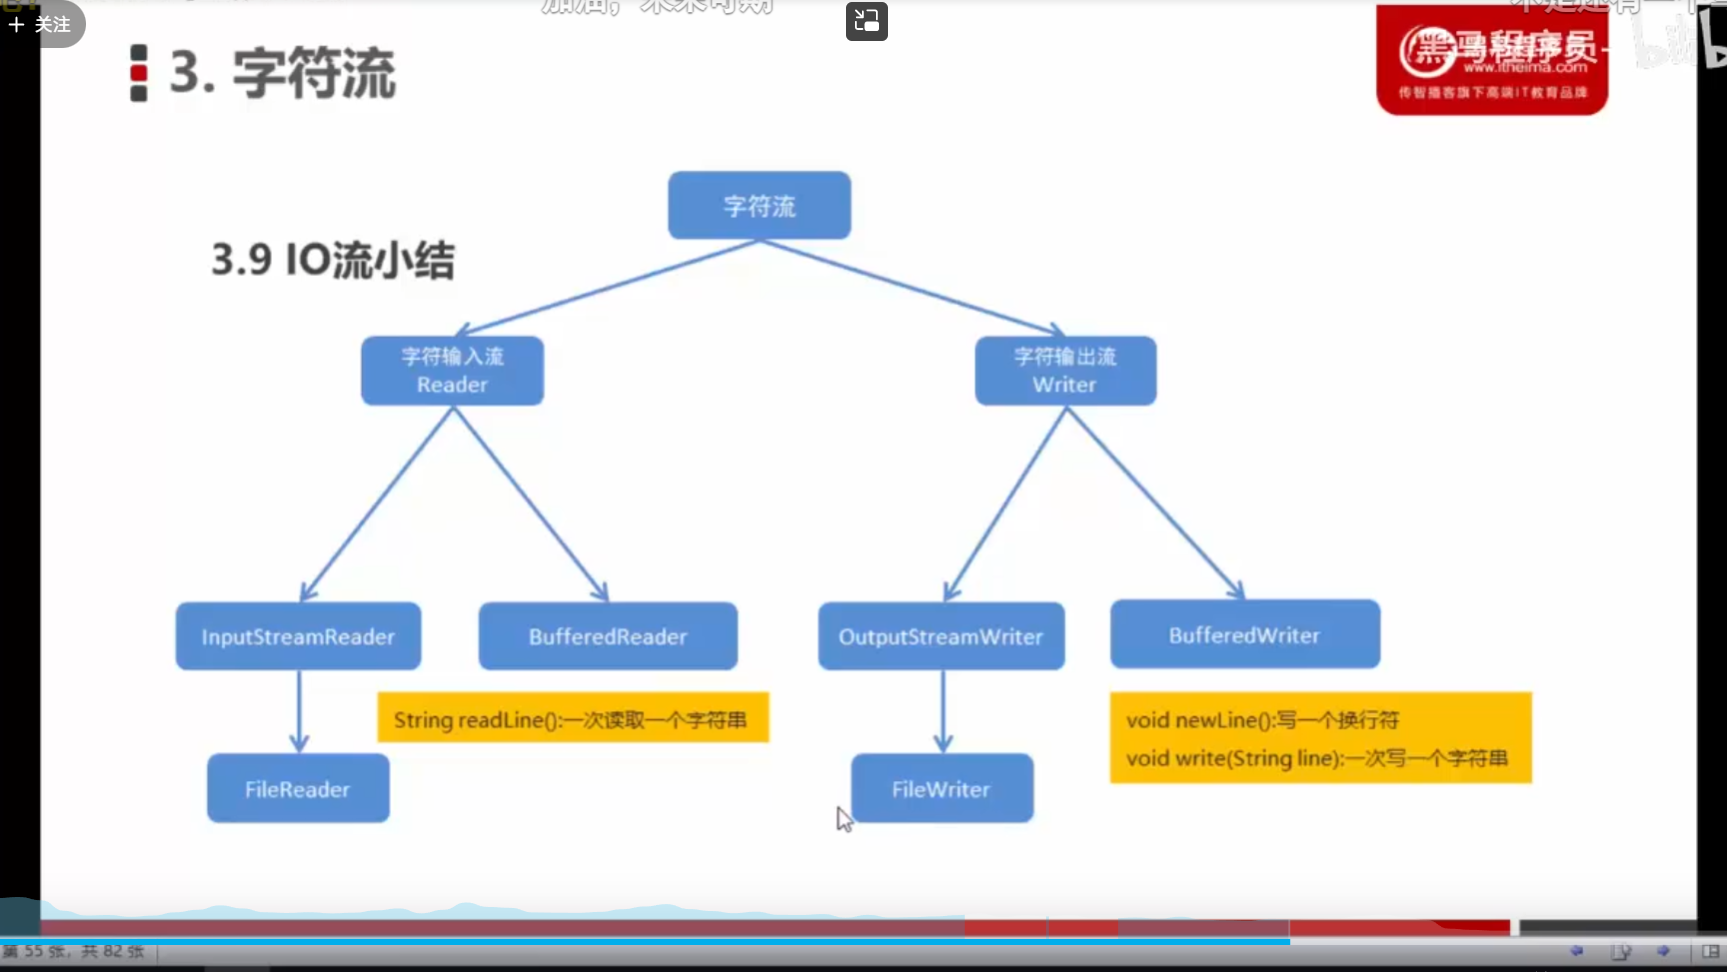 加油，未来可期
+ 关注
3. 字符流
黑马程序员
www.itheima.com
传智播客旗下高端IT教育品牌
字符流
3.9 IO流小结
字符输入流
Reader
字符输出流
Writer
InputStreamReader
BufferedReader
OutputStreamWriter
BufferedWriter
String readLine():一次读取一个字符串
void newLine():写一个换行符
void write(String line):一次写一个字符串
FileReader
FileWriter
第 55 张，共 82 张